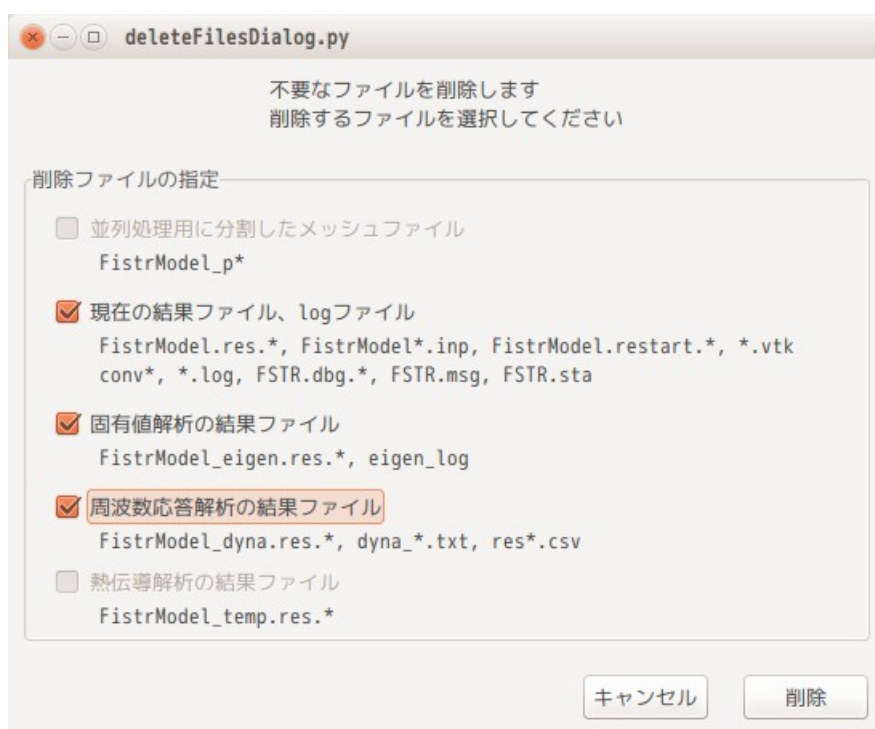 deleteFilesDialog.py
不要なファイルを削除します
削除するファイルを選択してください
削除ファイルの指定
並列処理用に分割したメッシュファイル
FistrModel_p*
現在の結果ファイル、logファイル
FistrModel.res.*, FistrModel*.inp, FistrModel.restart.*, *.vtk
conv*, *.log, FSTR.dbg.*, FSTR.msg, FSTR.sta
固有値解析の結果ファイル
FistrModel_eigen.res.*, eigen_log
周波数応答解析の結果ファイル
FistrModel_dyna.res.*, dyna_*.txt, res*.csv
熱伝導解析の結果ファイル
FistrModel_temp.res.*
キャンセル 削除